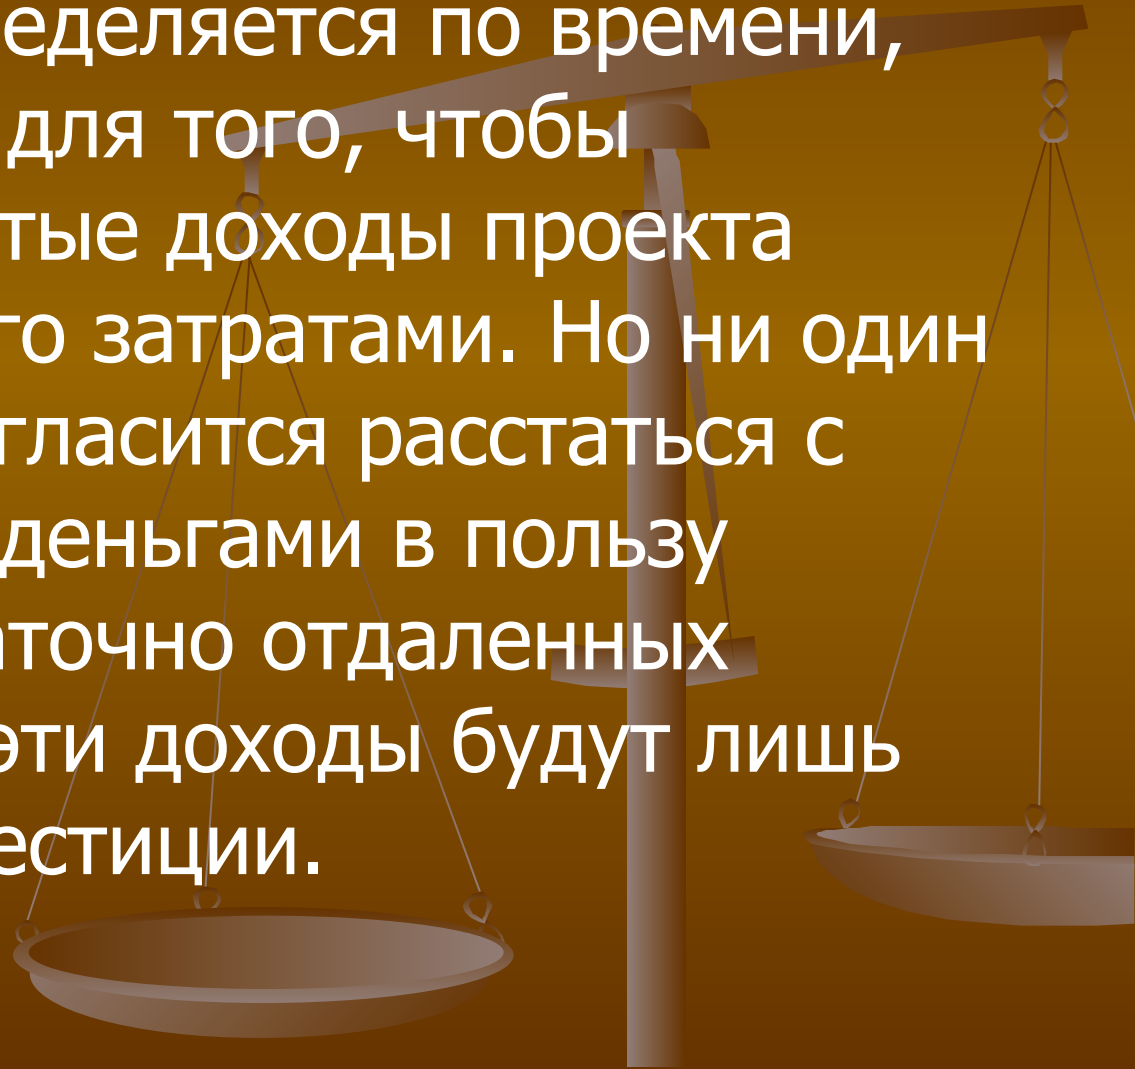 еделяется по времени,
для того, чтобы
тые доходы проекта
го затратами. Но ни один
гласится расстаться с
деньгами в пользу
аточно отдаленных
эти доходы будут лишь
естиции.